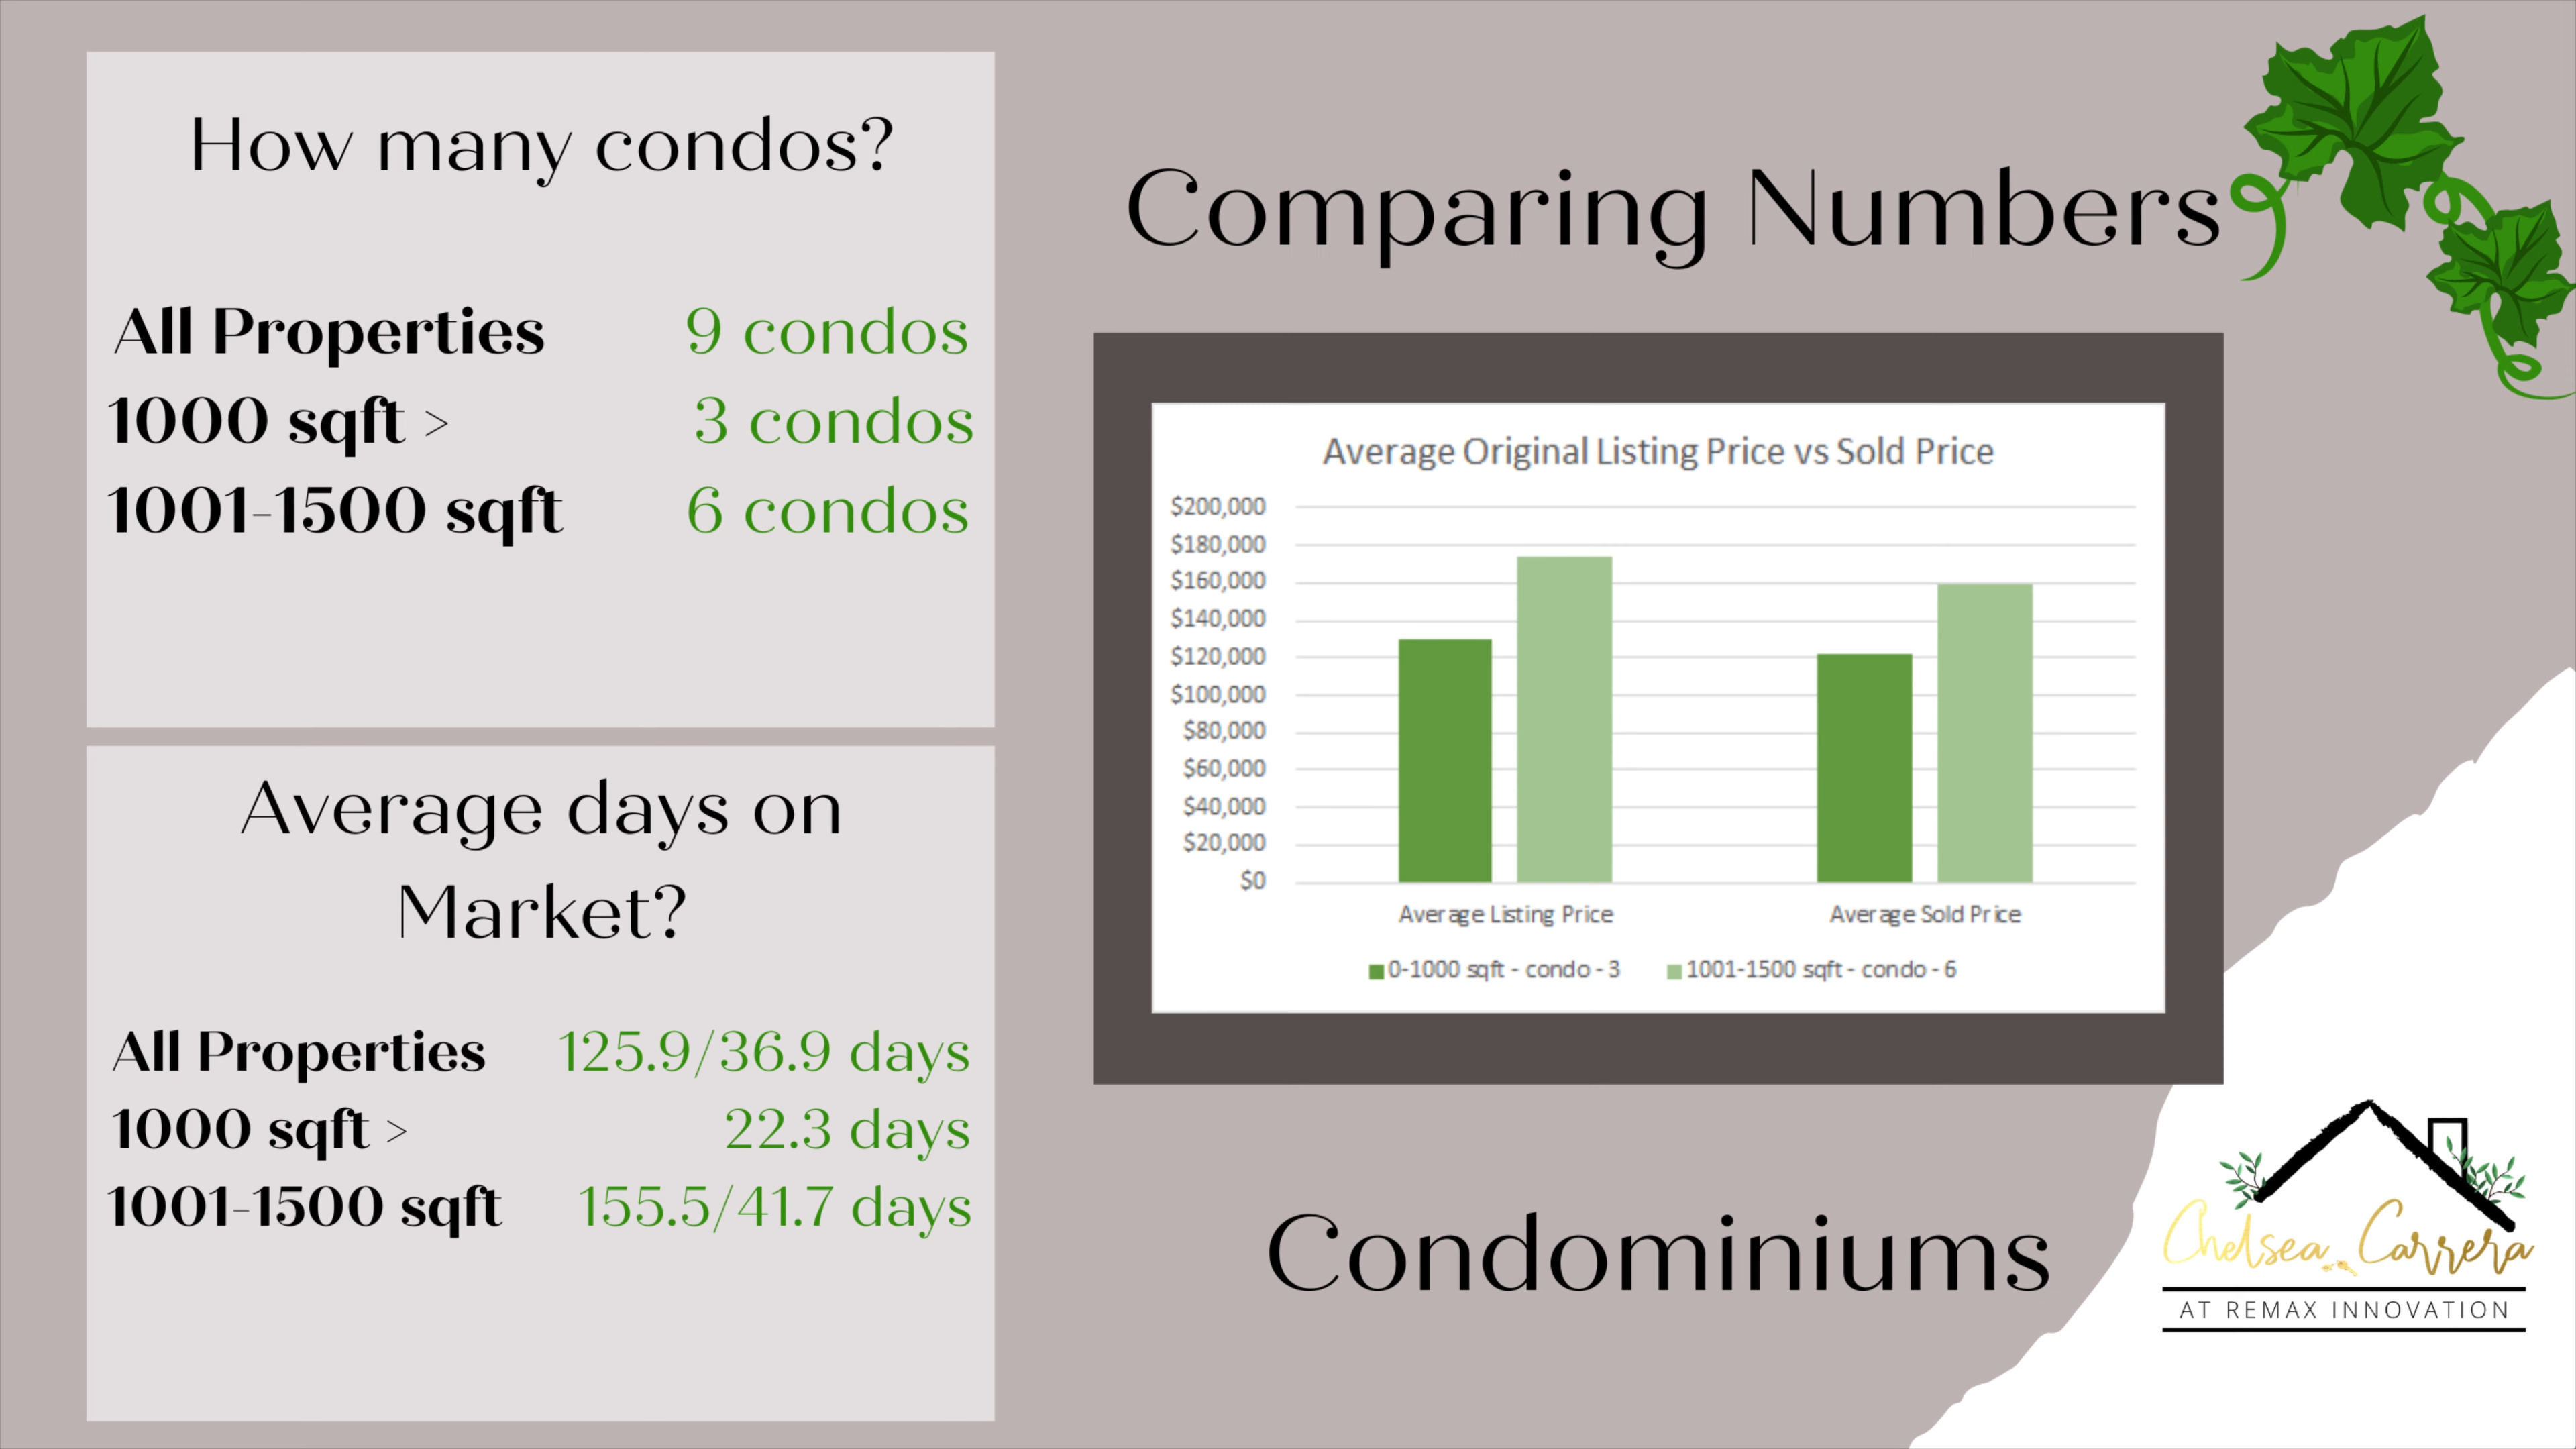 How many condos?
All Properties 9 condos
1000 sqft > 3 condos
1001-1500 sqft 6 condos
Average days on
Market?
All Properties 125.9/36.9 days
1000 sqft > 22.3 days
1001-1500 sqft 155.5/41.7 days
Comparing Numbers
Average Original Listing Price vs Sold Price
$200,000
$180,000
$160,000
$140,000
$120,000
$100,000
$80,000
$60,000
$40,000
$20,000
$0
Average Listing Price Average Sold Price
0-1000 sqft - condo - 3 1001-1500 sqft - condo - 6
Condominiums
Chelsea Carrera
AT REMAX INNOVATION